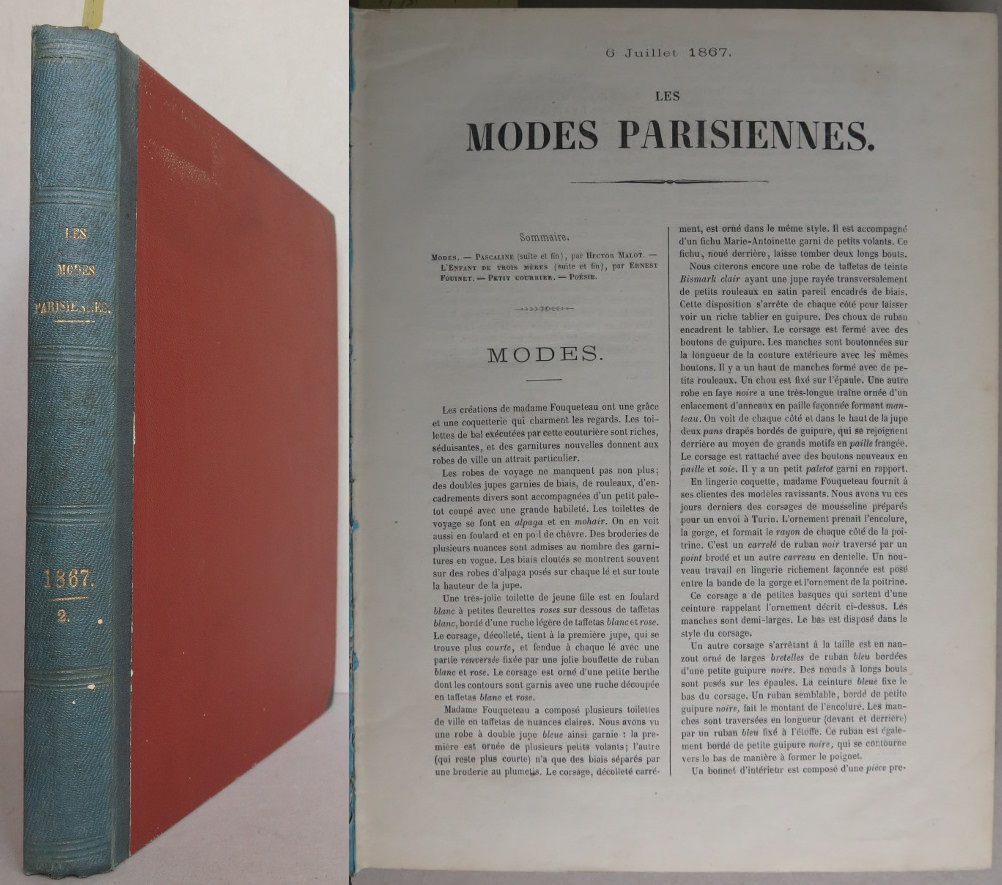 LES
MODES
PARISIENNES.
1867.
2.
6 Juillet 1867.
LES
MODES PARISIENNES.
Sommaire.
MODES. — PASCALINE (suite et fin), par HECTOR MALOT. —
L'ENFANT DE TROIS MÈRES (suite et fin), par ERNEST
FOUINET. — PETIT COURRIER. — POÉSIE.
MODES.
Les créations de madame Fouqueteau ont une grâce
et une coquetterie qui charment les regards. Les toi-
lettes de bal exécutées par cette couturière sont riches,
séduisantes, et des garnitures nouvelles donnent aux
robes de ville un attrait particulier.
Les robes de voyage ne manquent pas non plus;
des doubles jupes garnies de biais, de rouleaux, d'en-
cadrements divers sont accompagnées d'un petit pale-
tot coupé avec une grande habileté. Les toilettes de
voyage se font en alpaga et en mohair. On en voit
aussi en foulard et en poil de chèvre. Des broderies de
plusieurs nuances sont admises au nombre des garni-
tures en vogue. Les biais cloutés se montrent souvent
sur des robes d'alpaga posés sur chaque lé et sur toute
la hauteur de la jupe.
Une très-jolie toilette de jeune fille est en foulard
blanc à petites fleurettes roses sur dessous de taffetas
blanc, bordé d'une ruche légère de taffetas blanc et rose.
Le corsage, décolleté, tient à la première jupe, qui se
trouve plus courte, et fendue à chaque lé avec une
partie renversée fixée par une jolie bouffette de ruban
blanc et rose. Le corsage est orné d'une petite berthe
dont les contours sont garnis avec une ruche découpée
en taffetas blanc et rose.
Madame Fouqueteau a composé plusieurs toilettes
de ville en taffetas de nuances claires. Nous avons vu
une robe à double jupe bleue ainsi garnie : la pre-
mière est ornée de plusieurs petits volants; l'autre
(qui reste plus courte) n'a que des biais séparés par
une broderie au plumetis. Le corsage, décolleté carré-
ment, est orné dans le même style. Il est accompagné
d'un fichu Marie-Antoinette garni de petits volants. Ce
fichu, noué derrière, laisse tomber deux longs bouts.
Nous citerons encore une robe de taffetas de teinte
Bismark clair ayant une jupe rayée transversalement
de petits rouleaux en satin pareil encadrés de biais.
Cette disposition s'arrête de chaque côté pour laisser
voir un riche tablier en guipure. Des choux de ruban
encadrent le tablier. Le corsage est fermé avec des
boutons de guipure. Les manches sont boutonnées sur
la longueur de la couture extérieure avec les mêmes
boutons. Il y a un haut de manches formé avec de pe-
tits rouleaux. Un chou est fixé sur l'épaule. Une autre
robe en faye noire a une très-longue traîne ornée d'un
enlacement d'anneaux en paille façonnée formant man-
teau. On voit de chaque côté et dans le haut de la jupe
deux pans drapés bordés de guipure, qui se rejoignent
derrière au moyen de grands motifs en paille frangée.
Le corsage est rattaché avec des boutons nouveaux en
paille et soie. Il y a un petit paletot garni en rapport.
En lingerie coquette, madame Fouqueteau fournit à
ses clientes des modèles ravissants. Nous avons vu ces
jours derniers des corsages de mousseline préparés
pour un envoi à Turin. L'ornement prenait l'encolure,
la gorge, et formait le rayon de chaque côté de la poi-
trine. C'est un carrelé de ruban noir traversé par un
point brodé et un autre carreau en dentelle. Un nou-
veau travail en lingerie richement façonnée est posé
entre la bande de la gorge et l'ornement de la poitrine.
Ce corsage a de petites basques qui sortent d'une
ceinture rappelant l'ornement décrit ci-dessus. Les
manches sont demi-larges. Le bas est disposé dans le
style du corsage.
Un autre corsage s'arrêtant à la taille est en nan-
zout orné de larges bretelles de ruban bleu bordées
d'une petite guipure noire. Des nœuds à longs bouts
sont posés sur les épaules. La ceinture bleue fixe le
bas du corsage. Un ruban semblable, bordé de petite
guipure noire, fait le montant de l'encolure. Les man-
ches sont traversées en longueur (devant et derrière)
par un ruban bleu fixé à l'étoffe. Ce ruban est égale-
ment bordé de petite guipure noire, qui se contourne
vers le bas de manière à former le poignet.
Un bonnet d'intérieur est composé d'une pièce pre-